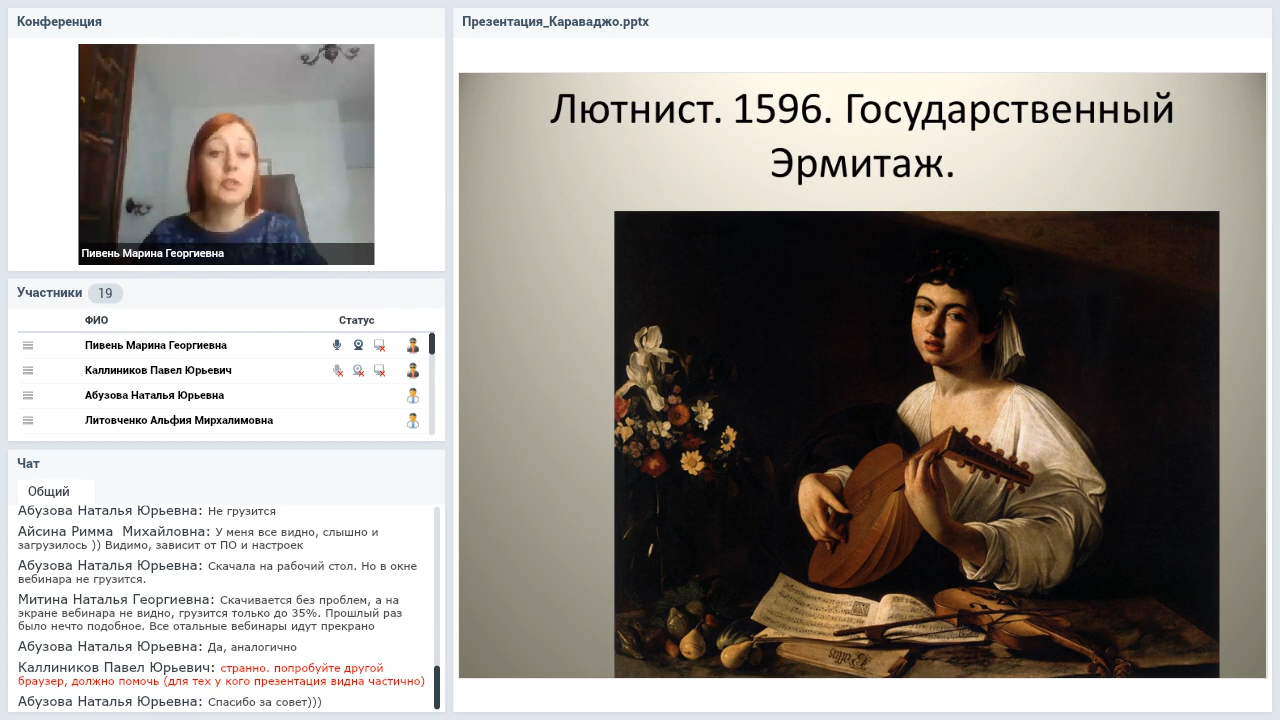 Конференция
Пивень Марина Георгиевна
Участники 19
ФИО Статус
Пивень Марина Георгиевна
Каллиников Павел Юрьевич
Абузова Наталья Юрьевна
Литовченко Альфия Мирхалимовна
Чат
Общий
Абузова Наталья Юрьевна: Не грузится
Айсина Римма  Михайловна: У меня все видно, слышно и
загрузилось )) Видимо, зависит от ПО и настроек
Абузова Наталья Юрьевна: Скачала на рабочий стол. Но в окне
вебинара не грузится.
Митина Наталья Георгиевна: Скачивается без проблем, а на
экране вебинара не видно, грузится только до 35%. Прошлый раз
было нечто подобное. Все отальные вебинары идут прекрано
Абузова Наталья Юрьевна: Да, аналогично
Каллиников Павел Юрьевич: странно. попробуйте другой
браузер, должно помочь (для тех у кого презентация видна частично)
Абузова Наталья Юрьевна: Спасибо за совет)))
Презентация_Караваджо.pptx
Лютнист. 1596. Государственный
Эрмитаж.